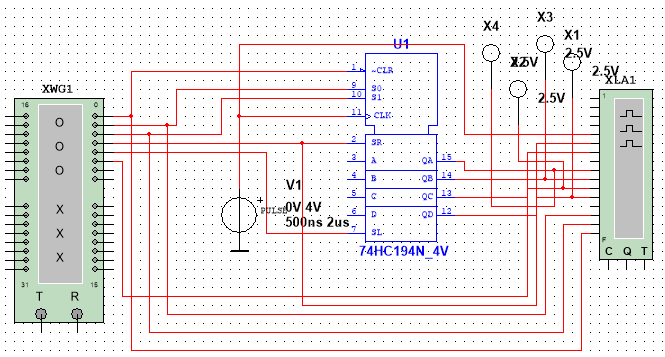 X3
X4
X1
U1
X2
2.5V
2.5V
2.5V
XWG1
XLA1
1
~CLR
9
S0
10
S1
11
CLK
16
0
1
2
SR
3
A
QA
15
4
B
QB
14
5
C
QC
13
6
D
QD
12
7
SL
V1
PULSE
0V 4V
500ns 2us
74HC194N_4V
O
O
O
X
X
X
31
15
T
R
F
C Q T